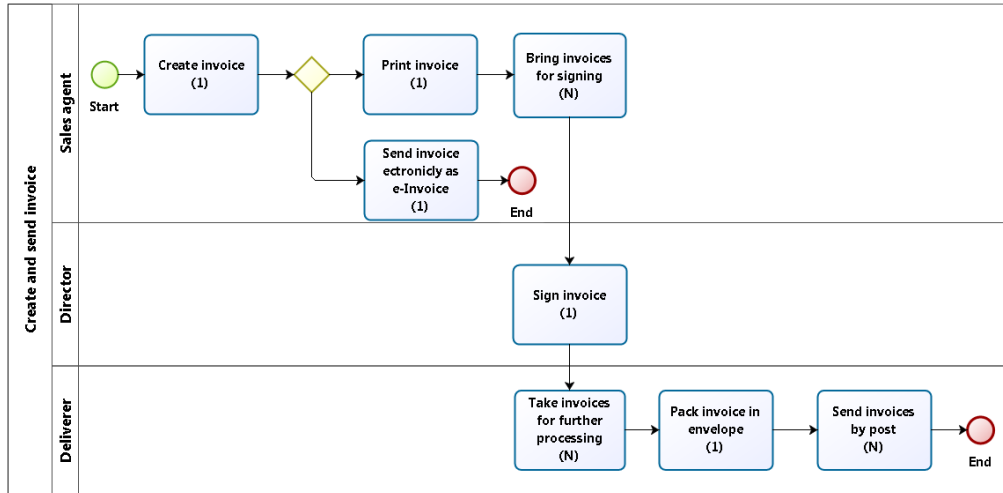 Create and send invoice
Sales agent
Start
Create invoice
(1)
Print invoice
(1)
Bring invoices
for signing
(N)
Send invoice
ectronicly as
e-Invoice
(1)
End
Director
Sign invoice
(1)
Deliverer
Take invoices
for further
processing
(N)
Pack invoice in
envelope
(1)
Send invoices
by post
(N)
End